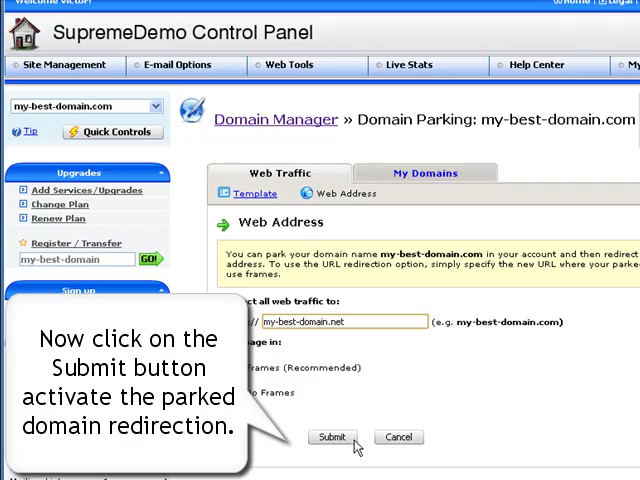 Welcome Victor!
Home | Legal
SupremeDemo Control Panel
Site Management E-mail Options Web Tools Live Stats Help Center My
my-best-domain.com
Tip Quick Controls
Domain Manager » Domain Parking: my-best-domain.com
Upgrades
Add Services/Upgrades
Change Plan
Renew Plan
Register / Transfer
my-best-domain GO!
Sign up
Web Traffic My Domains
Template Web Address
Web Address
You can park your domain name my-best-domain.com in your account and then redirect
address. To use the URL redirection option, simply specify the new URL where your parke
use frames.
ct all web traffic to:
:// my-best-domain.net (e.g. my-best-domain.com)
age in:
Frames (Recommended)
o Frames
Submit Cancel
Now click on the
Submit button
activate the parked
domain redirection.